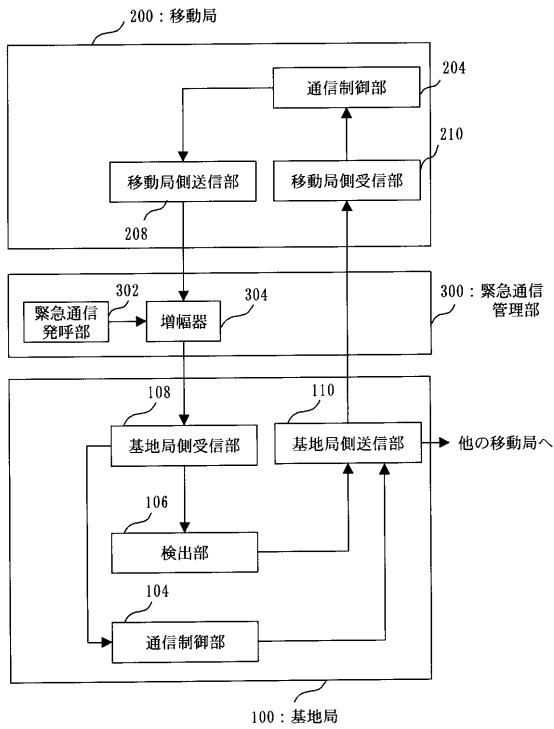 200：移動局
204
通信制御部
210
移動局側送信部
移動局側受信部
208
302
304
緊急通信
発呼部
増幅器
300：緊急通信
管理部
108
110
基地局側受信部
基地局側送信部
他の移動局へ
106
検出部
104
通信制御部
100：基地局